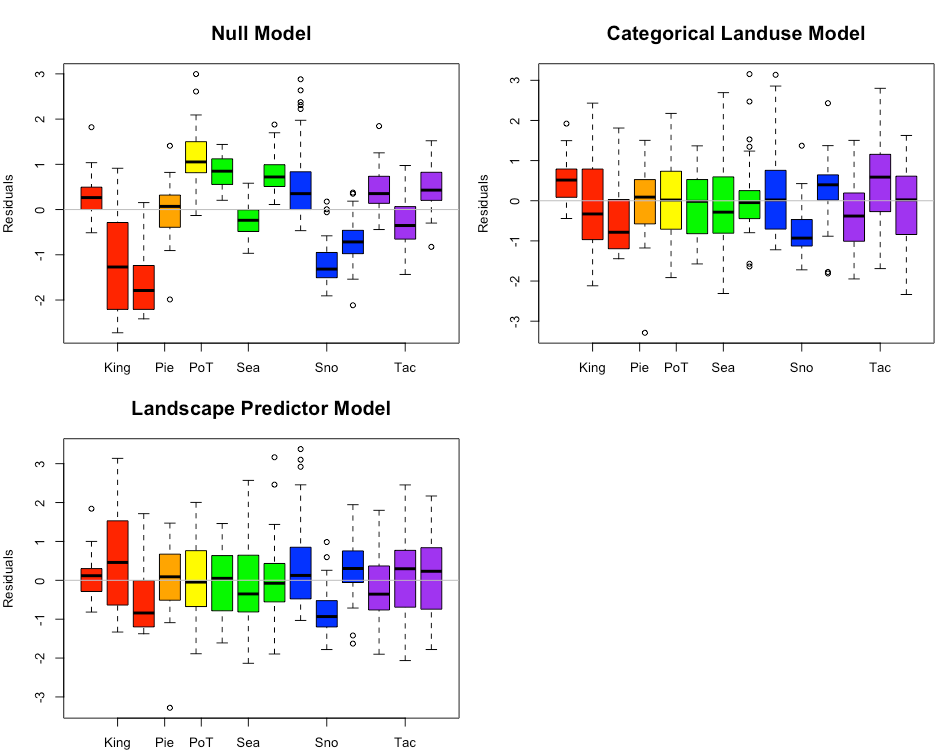 Null Model
Residuals
3
2
1
0
-1
-2
King Pie PoT Sea Sno Tac
Categorical Landuse Model
Residuals
3
2
1
0
-1
-2
-3
King Pie PoT Sea Sno Tac
Landscape Predictor Model
Residuals
3
2
1
0
-1
-2
-3
King Pie PoT Sea Sno Tac